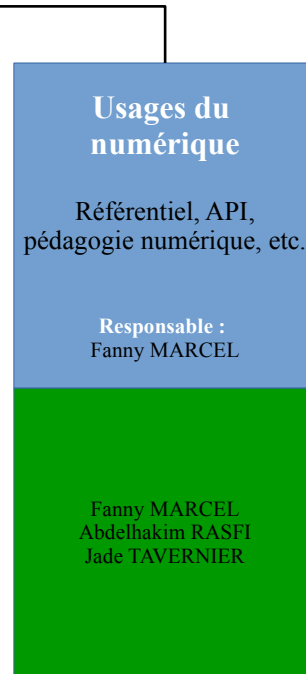 Usages du
numérique
Référentiel, API,
pédagogie numérique, etc.
Responsable :
Fanny MARCEL
Fanny MARCEL
Abdelhakim RASFI
Jade TAVERNIER